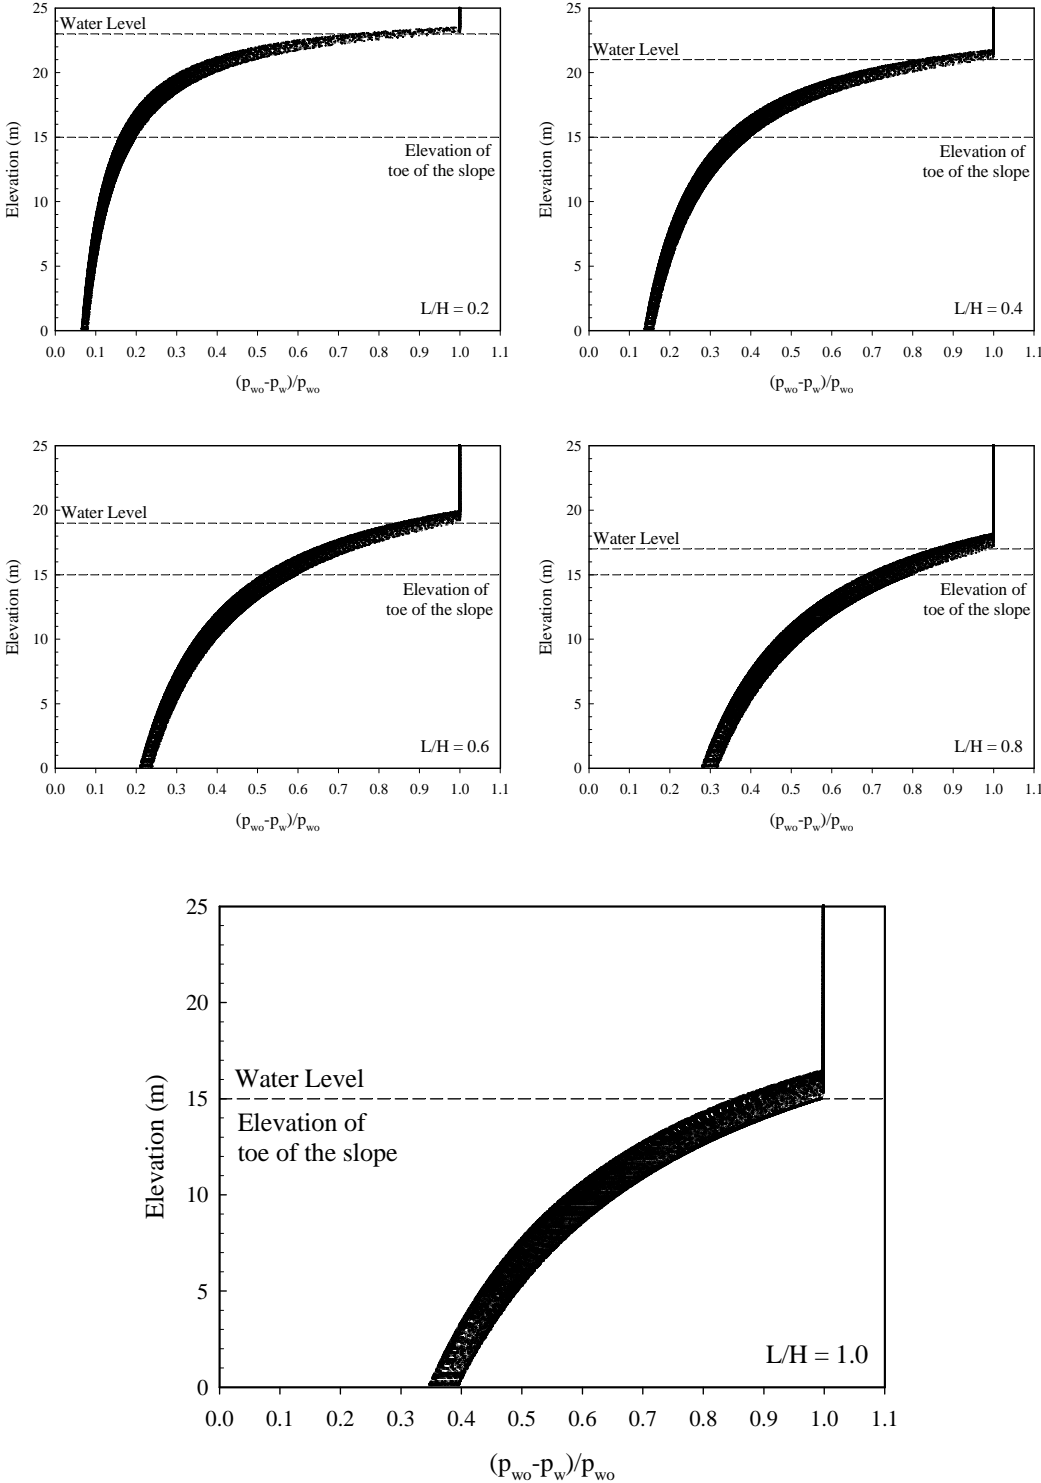 25
Water Level
20
15
Elevation of
toe of the slope
10
5
L/H = 0.2
0
0.0 0.1 0.2 0.3 0.4 0.5 0.6 0.7 0.8 0.9 1.0 1.1
Elevation (m)
(pwo-pw)/pwo
25
Water Level
20
15
Elevation of
toe of the slope
10
5
L/H = 0.4
0
0.0 0.1 0.2 0.3 0.4 0.5 0.6 0.7 0.8 0.9 1.0 1.1
Elevation (m)
(pwo-pw)/pwo
25
20
Water Level
15
Elevation of
toe of the slope
10
5
L/H = 0.6
0
0.0 0.1 0.2 0.3 0.4 0.5 0.6 0.7 0.8 0.9 1.0 1.1
Elevation (m)
(pwo-pw)/pwo
25
20
Water Level
15
Elevation of
toe of the slope
10
5
L/H = 0.8
0
0.0 0.1 0.2 0.3 0.4 0.5 0.6 0.7 0.8 0.9 1.0 1.1
Elevation (m)
(pwo-pw)/pwo
25
20
Water Level
15
Elevation of
toe of the slope
10
5
L/H = 1.0
0
0.0 0.1 0.2 0.3 0.4 0.5 0.6 0.7 0.8 0.9 1.0 1.1
Elevation (m)
(pwo-pw)/pwo